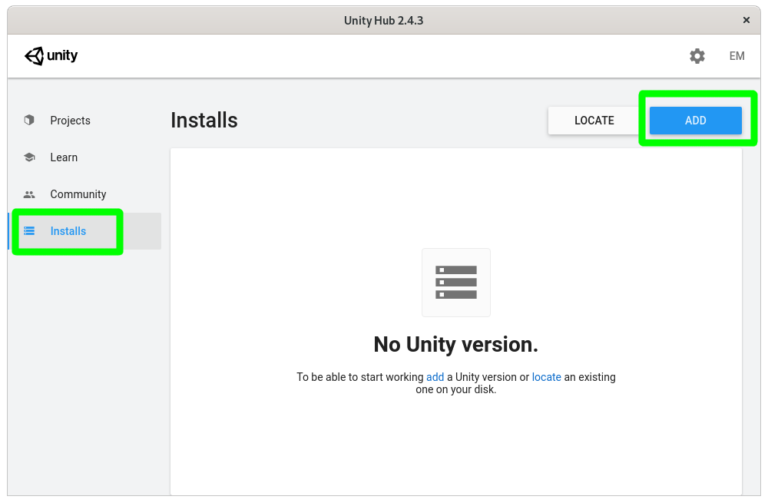 Unity Hub 2.4.3
×
unity
EM
Projects
Learn
Community
Installs
Installs
LOCATE
ADD
No Unity version.
To be able to start working add a Unity version or locate an existing
one on your disk.